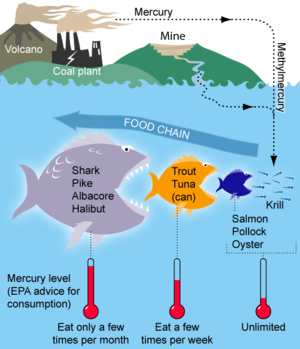 Mercury
Volcano
Mine
Coal plant
Methylmercury
FOOD CHAIN
Shark
Pike
Albacore
Halibut
Trout
Tuna
(can)
Krill
Salmon
Pollock
Oyster
Mercury level
(EPA advice for
consumption)
Eat only a few
times per month
Eat a few
times per week
Unlimited